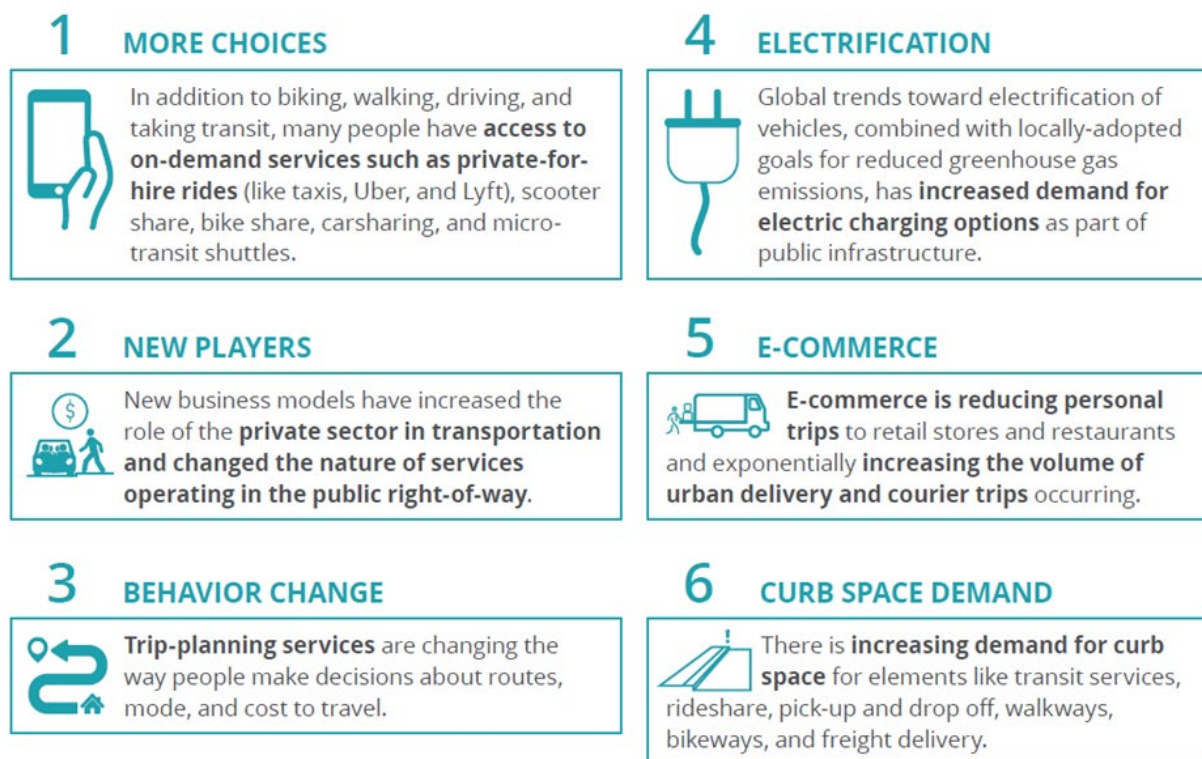 1 MORE CHOICES
In addition to biking, walking, driving, and
taking transit, many people have access to
on-demand services such as private-for-
hire rides (like taxis, Uber, and Lyft), scooter
share, bike share, carsharing, and micro-
transit shuttles.
2 NEW PLAYERS
$
New business models have increased the
role of the private sector in transportation
and changed the nature of services
operating in the public right-of-way.
3 BEHAVIOR CHANGE
Trip-planning services are changing the
way people make decisions about routes,
mode, and cost to travel.
4 ELECTRIFICATION
Global trends toward electrification of
vehicles, combined with locally-adopted
goals for reduced greenhouse gas
emissions, has increased demand for
electric charging options as part of
public infrastructure.
5 E-COMMERCE
E-commerce is reducing personal
trips to retail stores and restaurants
and exponentially increasing the volume of
urban delivery and courier trips occurring.
6 CURB SPACE DEMAND
!
There is increasing demand for curb
space for elements like transit services,
rideshare, pick-up and drop off, walkways,
bikeways, and freight delivery.